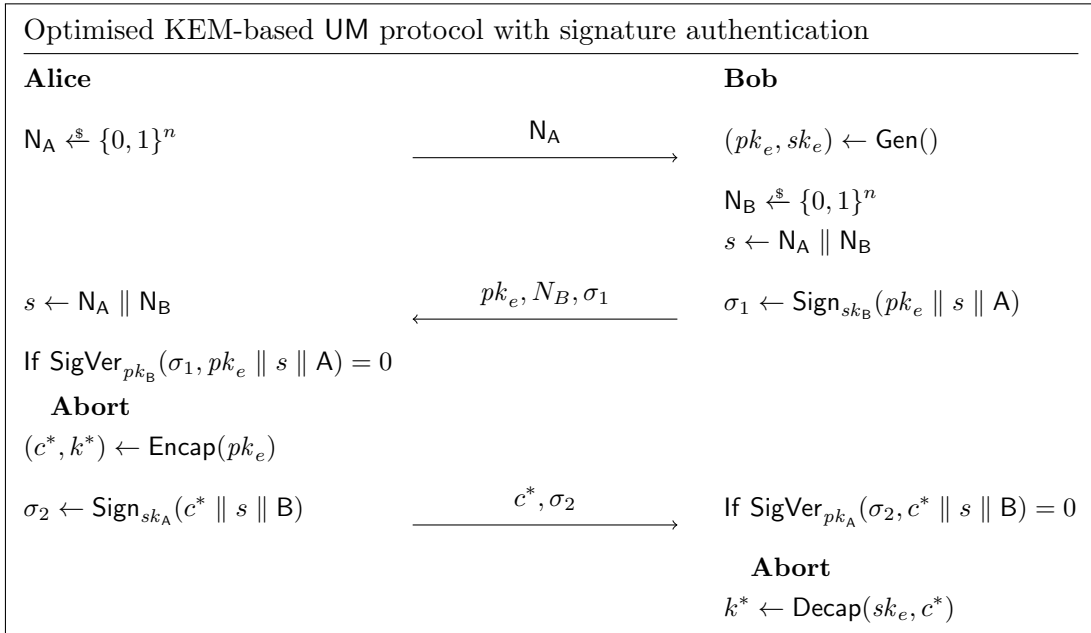 Optimised KEM-based UM protocol with signature authentication
Alice Bob
N_A ←$ {0, 1}^n N_A (pk_e, sk_e) ← Gen()
N_B ←$ {0, 1}^n
s ← N_A ∥ N_B
s ← N_A ∥ N_B pk_e, N_B, σ_1 σ_1 ← Sign_{sk_B}(pk_e ∥ s ∥ A)
If SigVer_{pk_B}(σ_1, pk_e ∥ s ∥ A) = 0
Abort
(c*, k*) ← Encap(pk_e)
σ_2 ← Sign_{sk_A}(c* ∥ s ∥ B) c*, σ_2 If SigVer_{pk_A}(σ_2, c* ∥ s ∥ B) = 0
Abort
k* ← Decap(sk_e, c*)